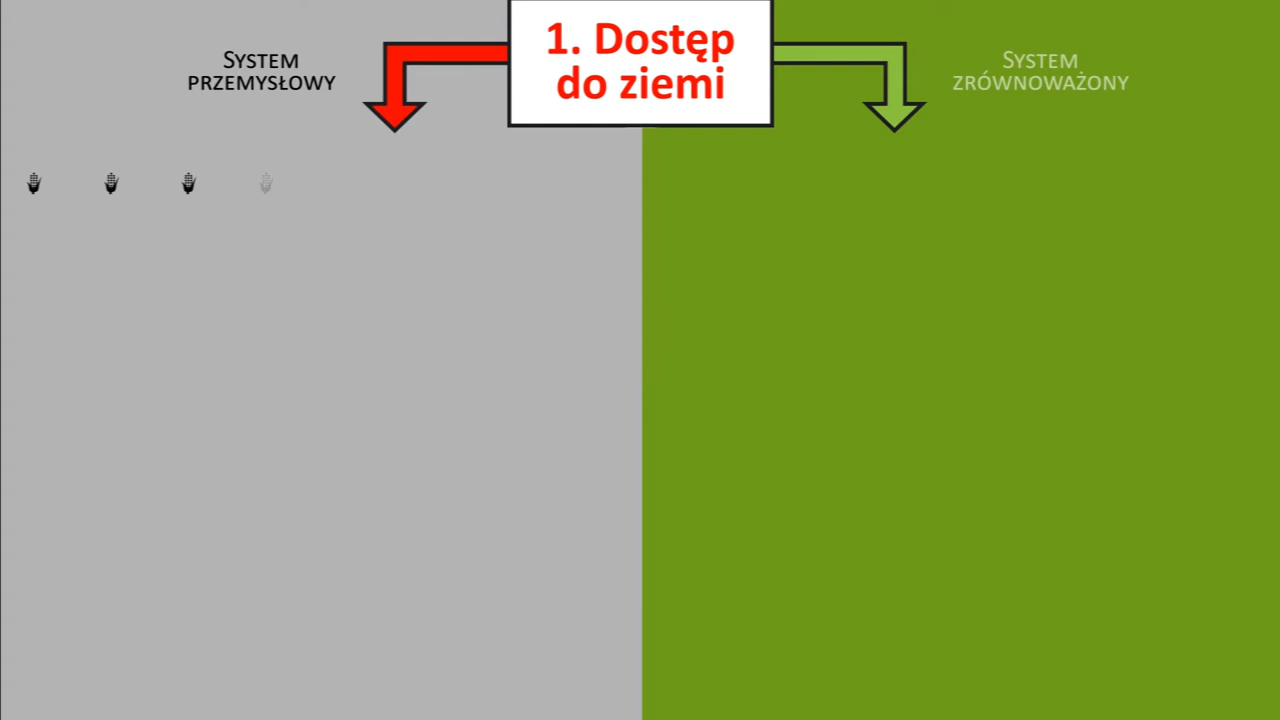 1. Dostęp
do ziemi
System
przemysłowy
System
zrównoważony